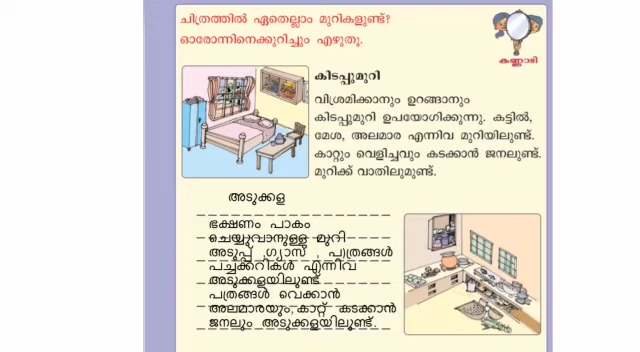 ചിത്രത്തിൽ ഏതെല്ലാം മുറികളുണ്ട്?
ഓരോന്നിനെക്കുറിച്ചും എഴുതൂ.
കണ്ണാടി
കിടപ്പുമുറി
വിശ്രമിക്കാനും ഉറങ്ങാനും
കിടപ്പുമുറി ഉപയോഗിക്കുന്നു. കട്ടിൽ,
മേശ, അലമാര എന്നിവ മുറിയിലുണ്ട്.
കാറ്റും വെളിച്ചവും കടക്കാൻ ജനലുണ്ട്.
മുറിക്ക് വാതിലുമുണ്ട്.
അടുക്കള
ഭക്ഷണം പാകം
ചെയ്യുവാനുള്ള മുറി
അടുപ്പ് ,ഗ്യാസ് , പത്രങ്ങൾ
പച്ചക്കറികൾ എന്നിവ
അടുക്കളയിലുണ്ട്
പത്രങ്ങൾ വെക്കാൻ
അലമാരയും,കാറ്റ് കടക്കാൻ
ജനലും അടുക്കളയിലുണ്ട്.